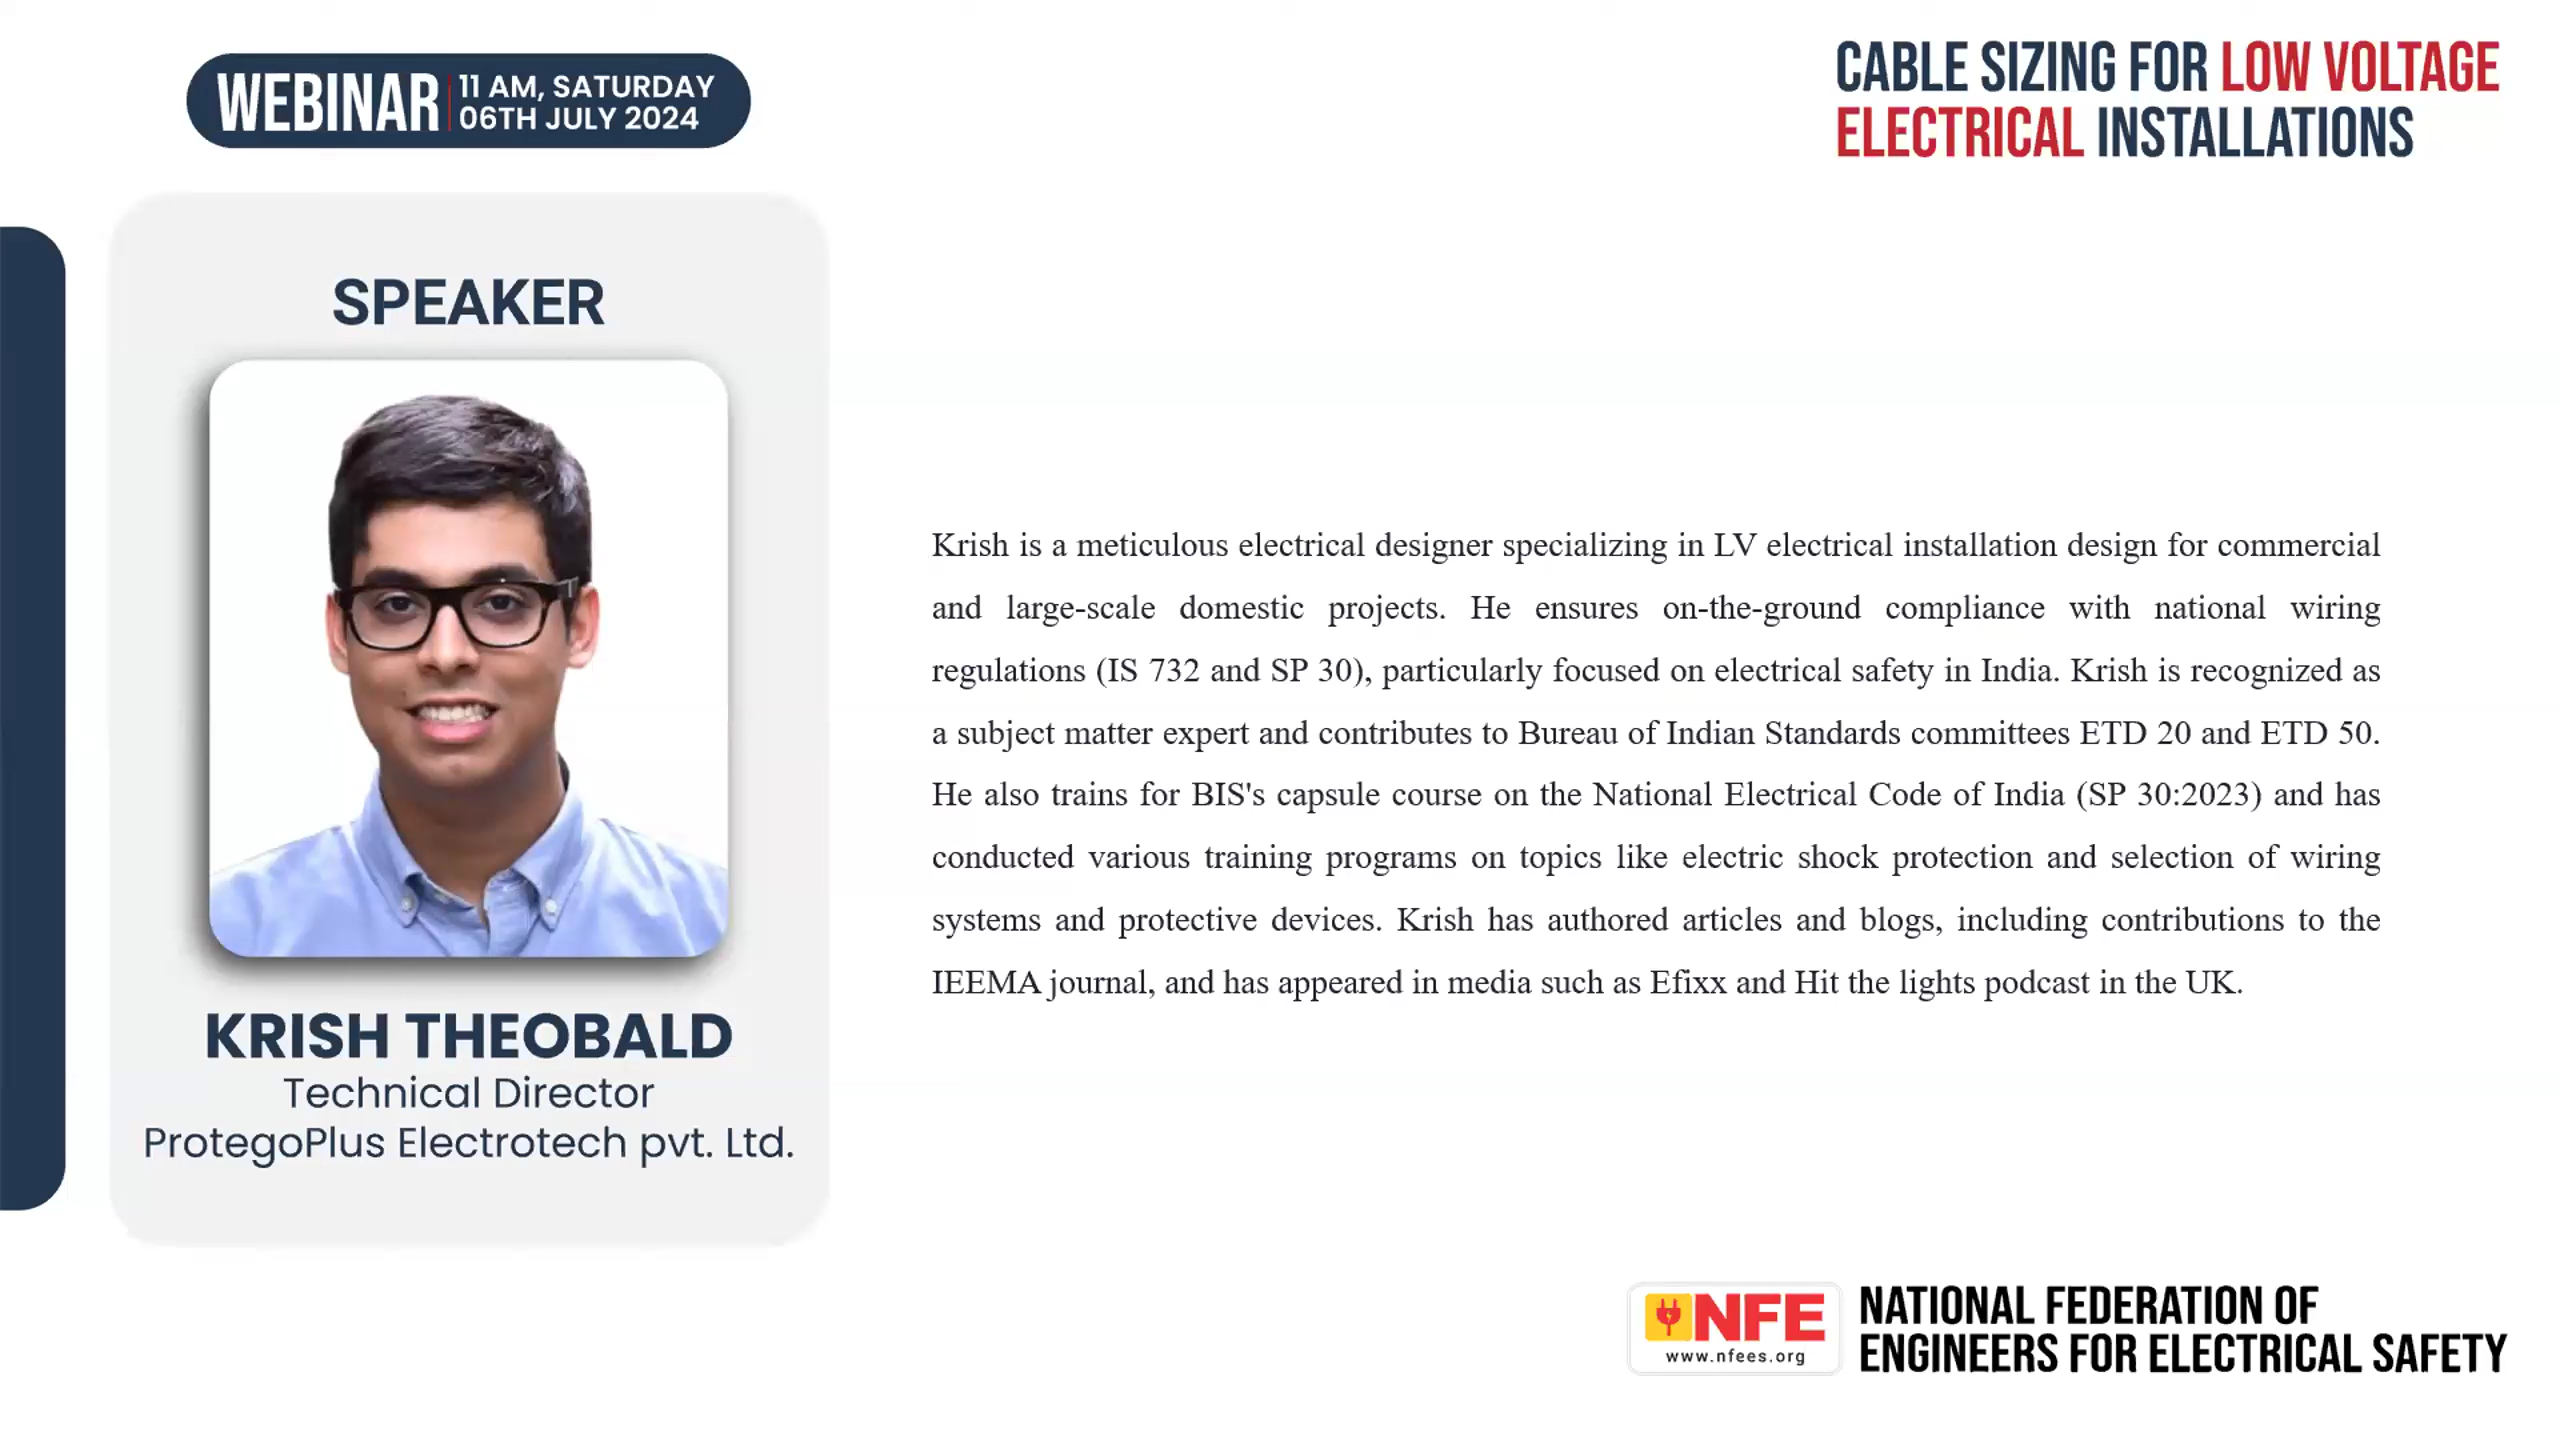 WEBINAR
11 AM, SATURDAY
06TH JULY 2024
CABLE SIZING FOR LOW VOLTAGE
ELECTRICAL INSTALLATIONS
SPEAKER
KRISH THEOBALD
Technical Director
ProtegoPlus Electrotech pvt. Ltd.
Krish is a meticulous electrical designer specializing in LV electrical installation design for commercial
and large-scale domestic projects. He ensures on-the-ground compliance with national wiring
regulations (IS 732 and SP 30), particularly focused on electrical safety in India. Krish is recognized as
a subject matter expert and contributes to Bureau of Indian Standards committees ETD 20 and ETD 50.
He also trains for BIS's capsule course on the National Electrical Code of India (SP 30:2023) and has
conducted various training programs on topics like electric shock protection and selection of wiring
systems and protective devices. Krish has authored articles and blogs, including contributions to the
IEEMA journal, and has appeared in media such as Efixx and Hit the lights podcast in the UK.
NFE
www.nfees.org
NATIONAL FEDERATION OF
ENGINEERS FOR ELECTRICAL SAFETY